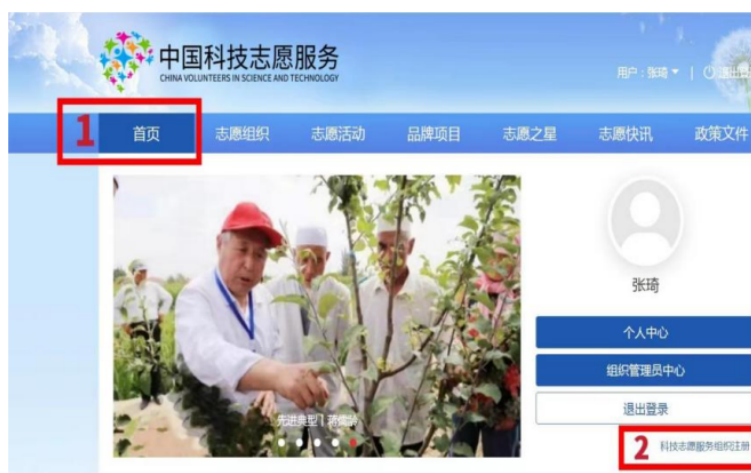 中国科技志愿服务
CHINA VOLUNTEERS IN SCIENCE AND TECHNOLOGY
用户：张琦
1
首页 志愿组织 志愿活动 品牌项目 志愿之星 志愿快讯 政策文件
张琦
个人中心
组织管理员中心
先进典型
退出登录
2 科技志愿服务组织注册